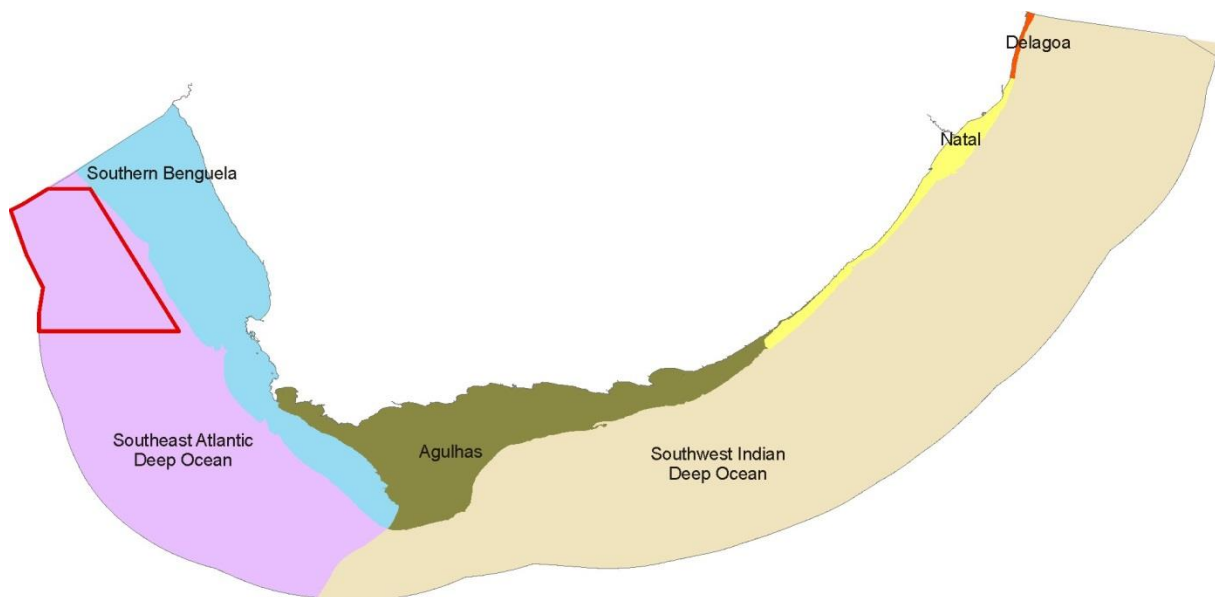 Delagoa
Natal
Southern Benguela
Southeast Atlantic
Deep Ocean
Agulhas
Southwest Indian
Deep Ocean